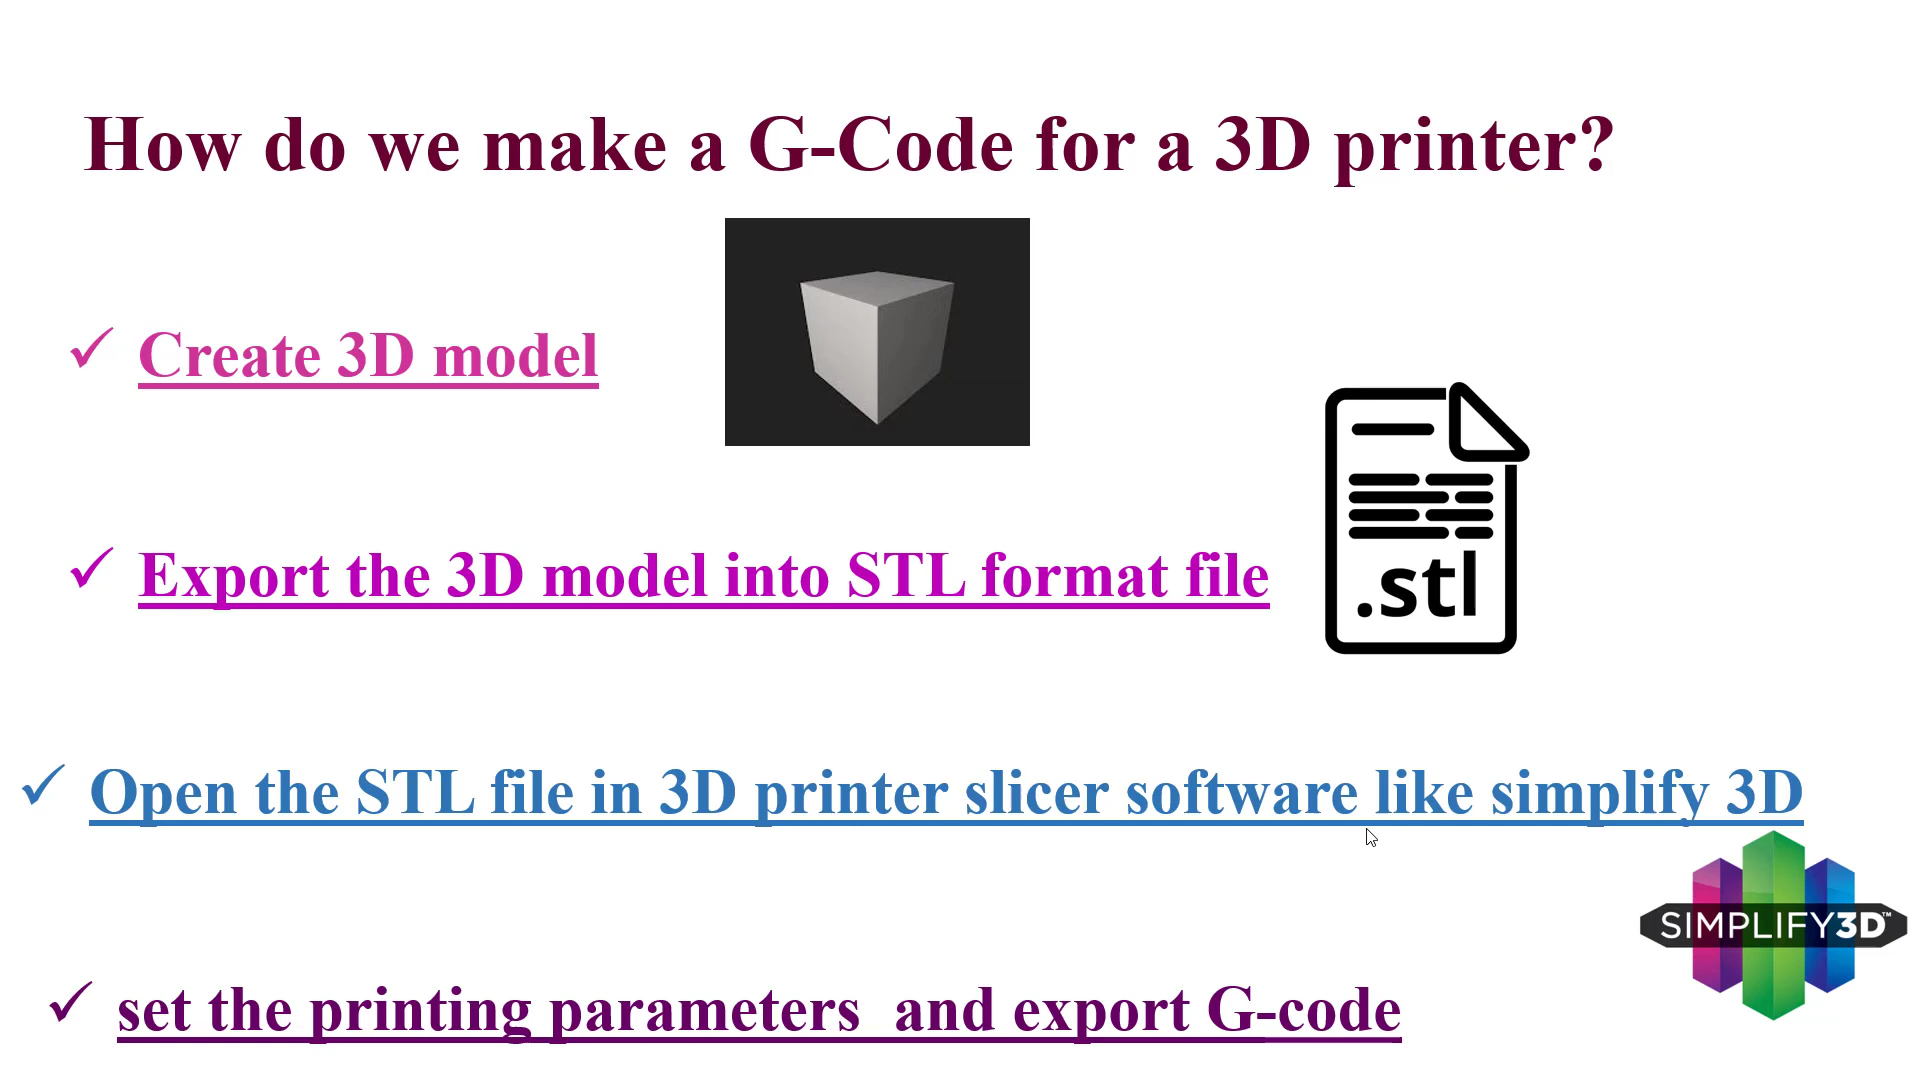 How do we make a G-Code for a 3D printer?
Create 3D model
Export the 3D model into STL format file
.stl
Open the STL file in 3D printer slicer software like simplify 3D
SIMPLIFY3D™
set the printing parameters  and export G-code